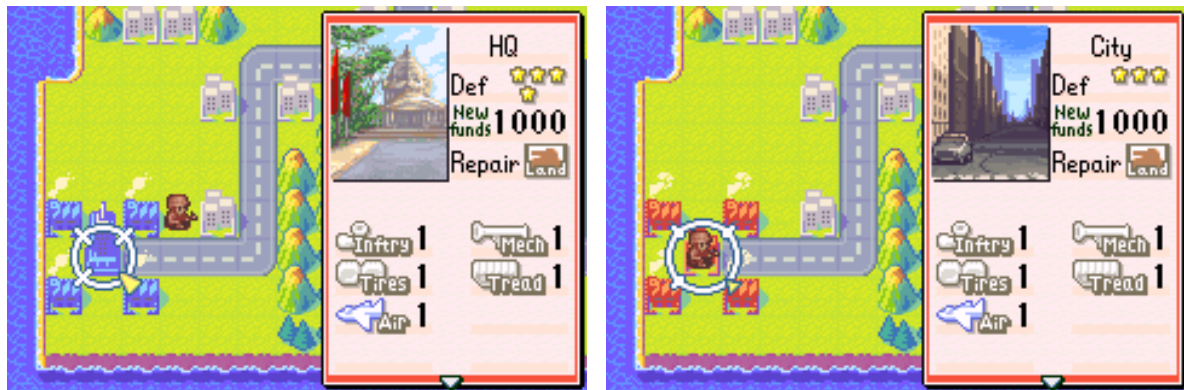 HQ
Def
New funds 1000
Repair Land
Inftry 1 Mech 1
Tires 1 Tread 1
Air 1
City
Def
New funds 1000
Repair Land
Inftry 1 Mech 1
Tires 1 Tread 1
Air 1